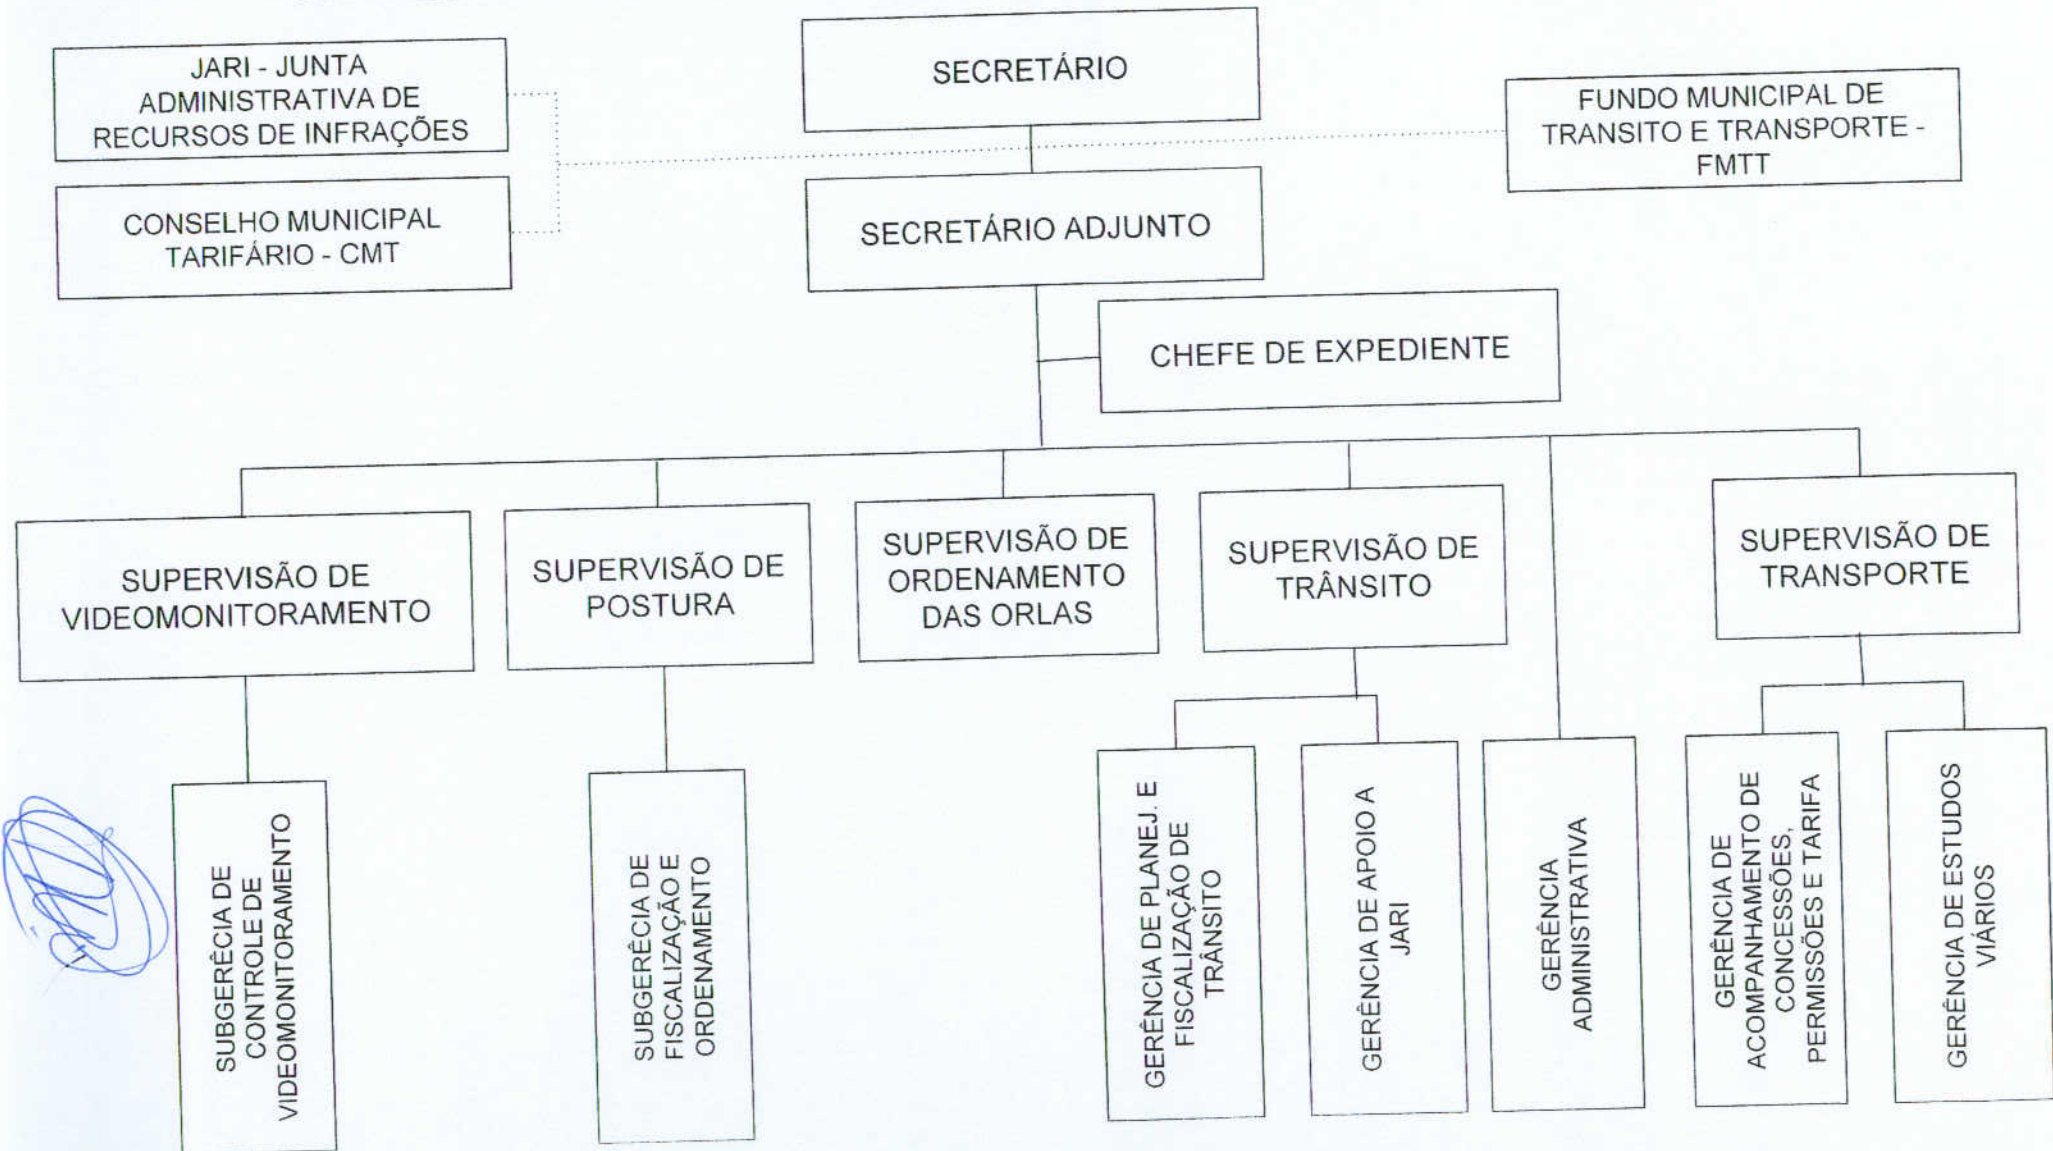 JARI - JUNTA
ADMINISTRATIVA DE
RECURSOS DE INFRAÇÕES
SECRETÁRIO
FUNDO MUNICIPAL DE
TRANSITO E TRANSPORTE -
FMTT
CONSELHO MUNICIPAL
TARIFÁRIO - CMT
SECRETÁRIO ADJUNTO
CHEFE DE EXPEDIENTE
SUPERVISÃO DE
VIDEOMONITORAMENTO
SUPERVISÃO DE
POSTURA
SUPERVISÃO DE
ORDENAMENTO
DAS ORLAS
SUPERVISÃO DE
TRÂNSITO
SUPERVISÃO DE
TRANSPORTE
SUBGERÊCIA DE
CONTROLE DE
VIDEOMONITORAMENTO
SUBGERÊCIA DE
FISCALIZAÇÃO E
ORDENAMENTO
GERÊNCIA DE PLANEJ. E
FISCALIZAÇÃO DE
TRÂNSITO
GERÊNCIA DE APOIO A
JARI
GERÊNCIA
ADMINISTRATIVA
GERÊNCIA DE
ACOMPANHAMENTO DE
CONCESSÕES,
PERMISSÕES E TARIFA
GERÊNCIA DE ESTUDOS
VIÁRIOS